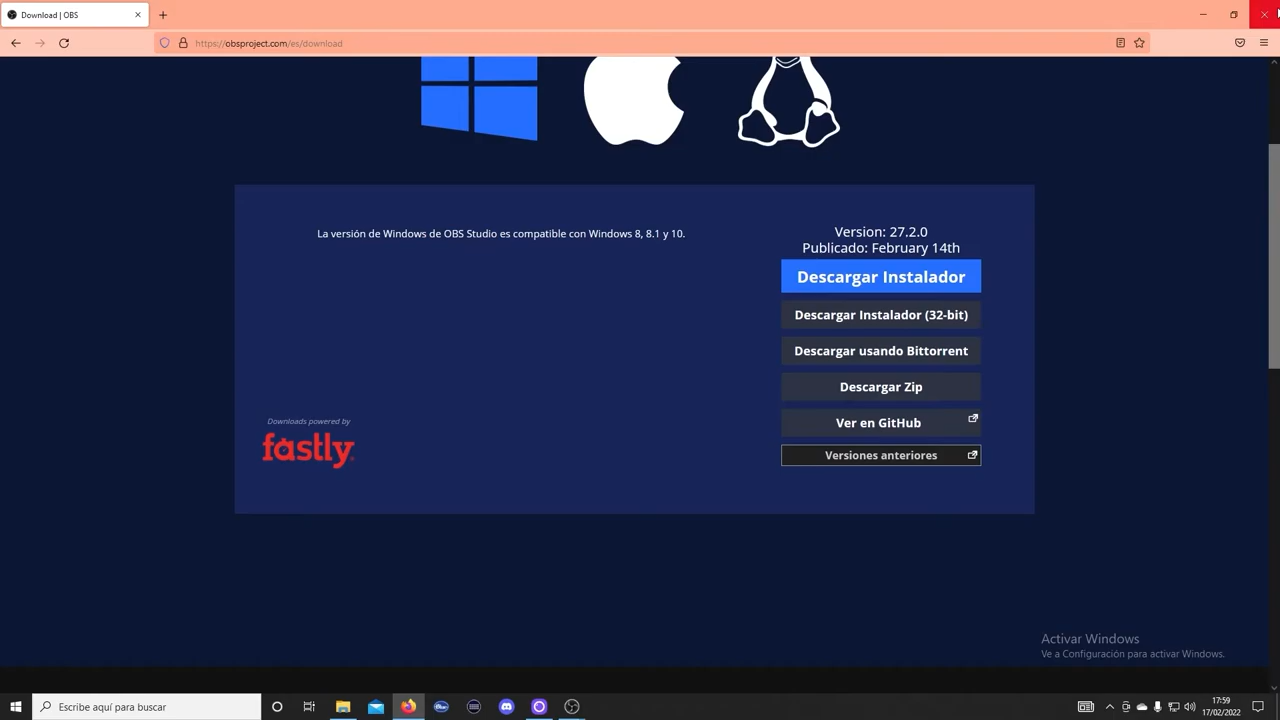 Download | OBS
https://obsproject.com/es/download
La versión de Windows de OBS Studio es compatible con Windows 8, 8.1 y 10.
Version: 27.2.0
Publicado: February 14th
Descargar Instalador
Descargar Instalador (32-bit)
Descargar usando Bittorrent
Descargar Zip
Ver en GitHub
Versiones anteriores
Downloads powered by
fastly
Activar Windows
Ve a Configuración para activar Windows.
Escribe aquí para buscar
17:59
17/02/2022